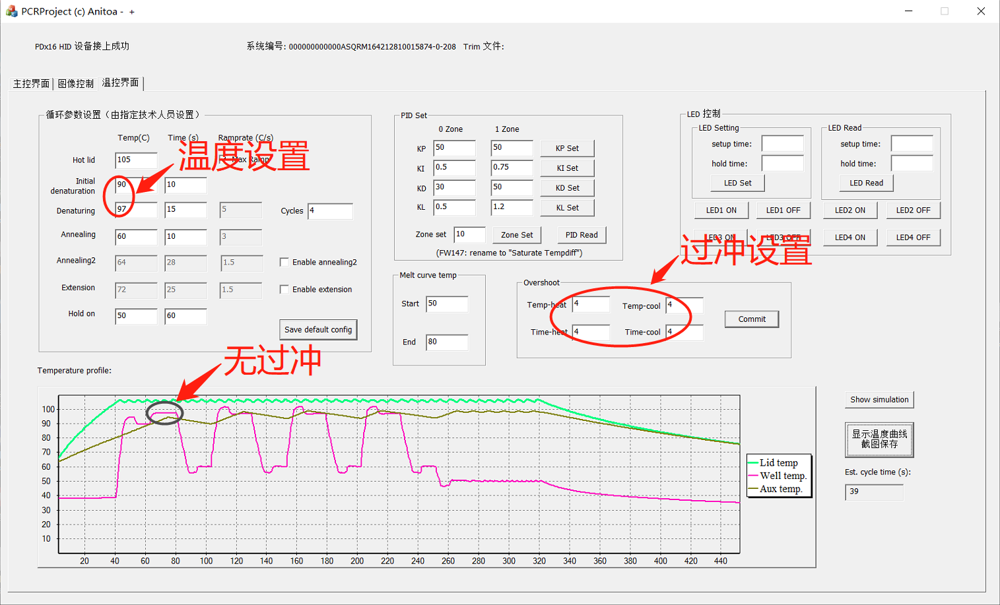 PCRProject (c) Anitoa - +
PDx16 HID 设备接上成功
系统编号: 000000000000ASQRM164212810015874-0-208 Trim 文件:
主控界面 图像控制 温控界面
循环参数设置（由指定技术人员设置）
Temp(C) Time (s) Ramprate (C/s)
温度设置
Hot lid 105 Max Ramp
Initial denaturation 90 10
Denaturing 97 15 5 Cycles 4
Annealing 60 10 3
Annealing2 64 28 1.5 Enable annealing2
Extension 72 25 1.5 Enable extension
Hold on 50 60
Save default config
PID Set
0 Zone 1 Zone
KP 50 50 KP Set
KI 0.5 0.75 KI Set
KD 30 50 KD Set
KL 0.5 1.2 KL Set
Zone set 10 Zone Set PID Read
(FW147: rename to "Saturate Tempdiff")
LED 控制
LED Setting
setup time:
hold time:
LED Set
LED Read
setup time:
hold time:
LED Read
LED1 ON LED1 OFF LED2 ON LED2 OFF
LED3 ON LED3 OFF LED4 ON LED4 OFF
过冲设置
Melt curve temp
Start 50
End 80
Overshoot
Temp-heat 4 Temp-cool 4
Time-heat 4 Time-cool 4
Commit
无过冲
Temperature profile:
100
90
80
70
60
50
40
30
20
10
20 40 60 80 100 120 140 160 180 200 220 240 260 280 300 320 340 360 380 400 420 440
Lid temp
Well temp.
Aux temp.
Show simulation
显示温度曲线
截图保存
Est. cycle time (s):
39